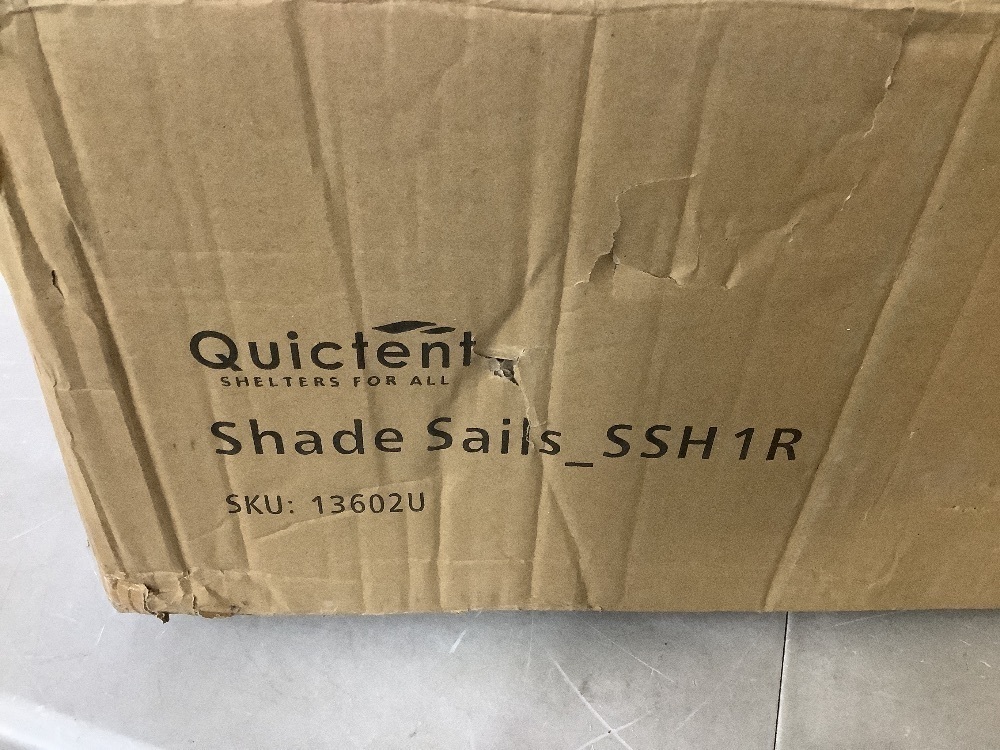 Quictent
SHELTERS FOR ALL
Shade Sails_SSH1R
SKU: 13602U